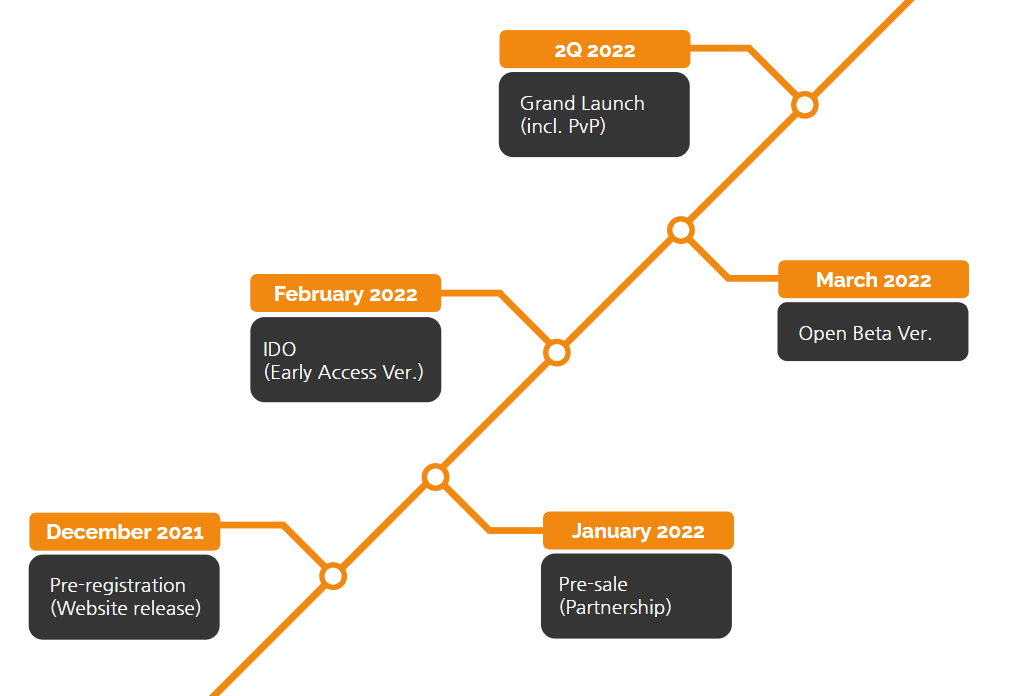 2Q 2022
Grand Launch
(incl. PvP)
March 2022
Open Beta Ver.
February 2022
IDO
(Early Access Ver.)
December 2021
Pre-registration
(Website release)
January 2022
Pre-sale
(Partnership)